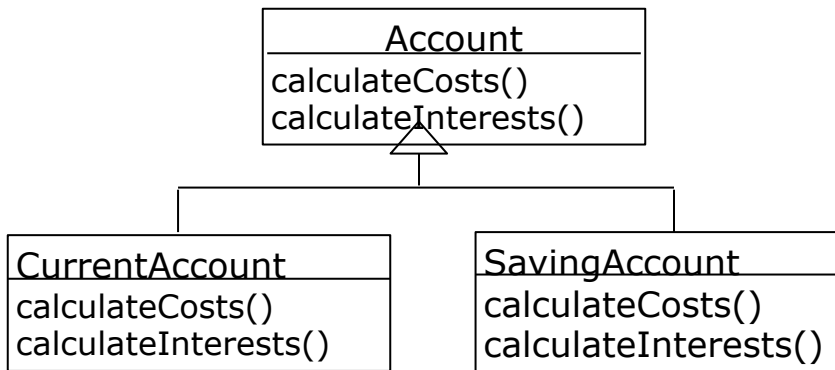 Account
calculateCosts()
calculateInterests()
CurrentAccount
calculateCosts()
calculateInterests()
SavingAccount
calculateCosts()
calculateInterests()